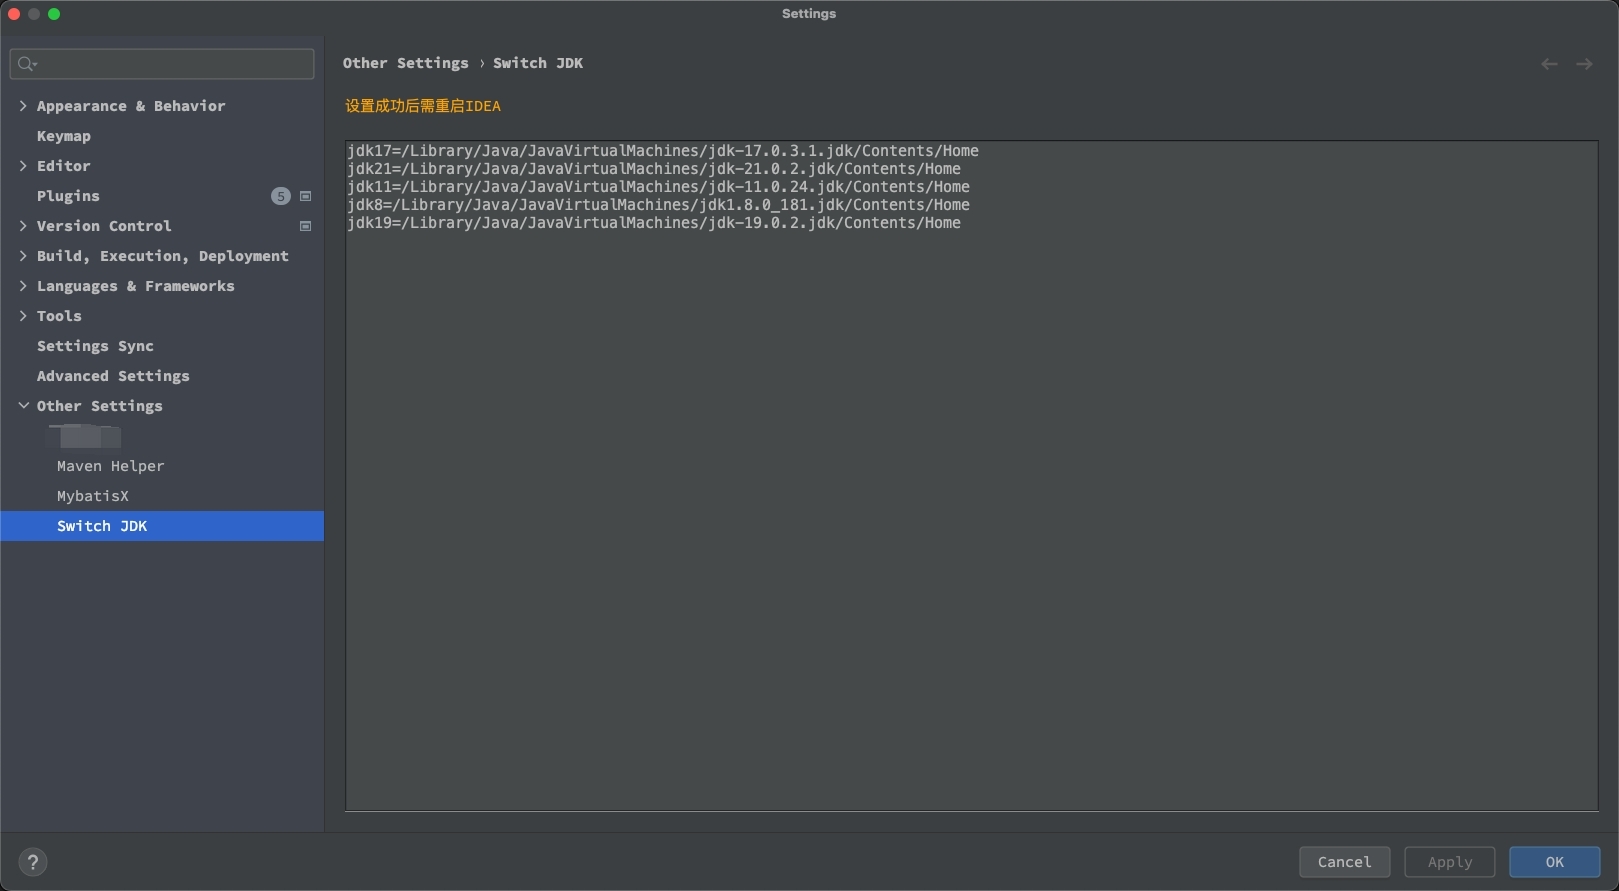 Settings
Appearance & Behavior
Keymap
Editor
Plugins
5
Version Control
Build, Execution, Deployment
Languages & Frameworks
Tools
Settings Sync
Advanced Settings
Other Settings
Maven Helper
MybatisX
Switch JDK
Other Settings › Switch JDK
设置成功后需重启IDEA
jdk17=/Library/Java/JavaVirtualMachines/jdk-17.0.3.1.jdk/Contents/Home
jdk21=/Library/Java/JavaVirtualMachines/jdk-21.0.2.jdk/Contents/Home
jdk11=/Library/Java/JavaVirtualMachines/jdk-11.0.24.jdk/Contents/Home
jdk8=/Library/Java/JavaVirtualMachines/jdk1.8.0_181.jdk/Contents/Home
jdk19=/Library/Java/JavaVirtualMachines/jdk-19.0.2.jdk/Contents/Home
?
Cancel
Apply
OK